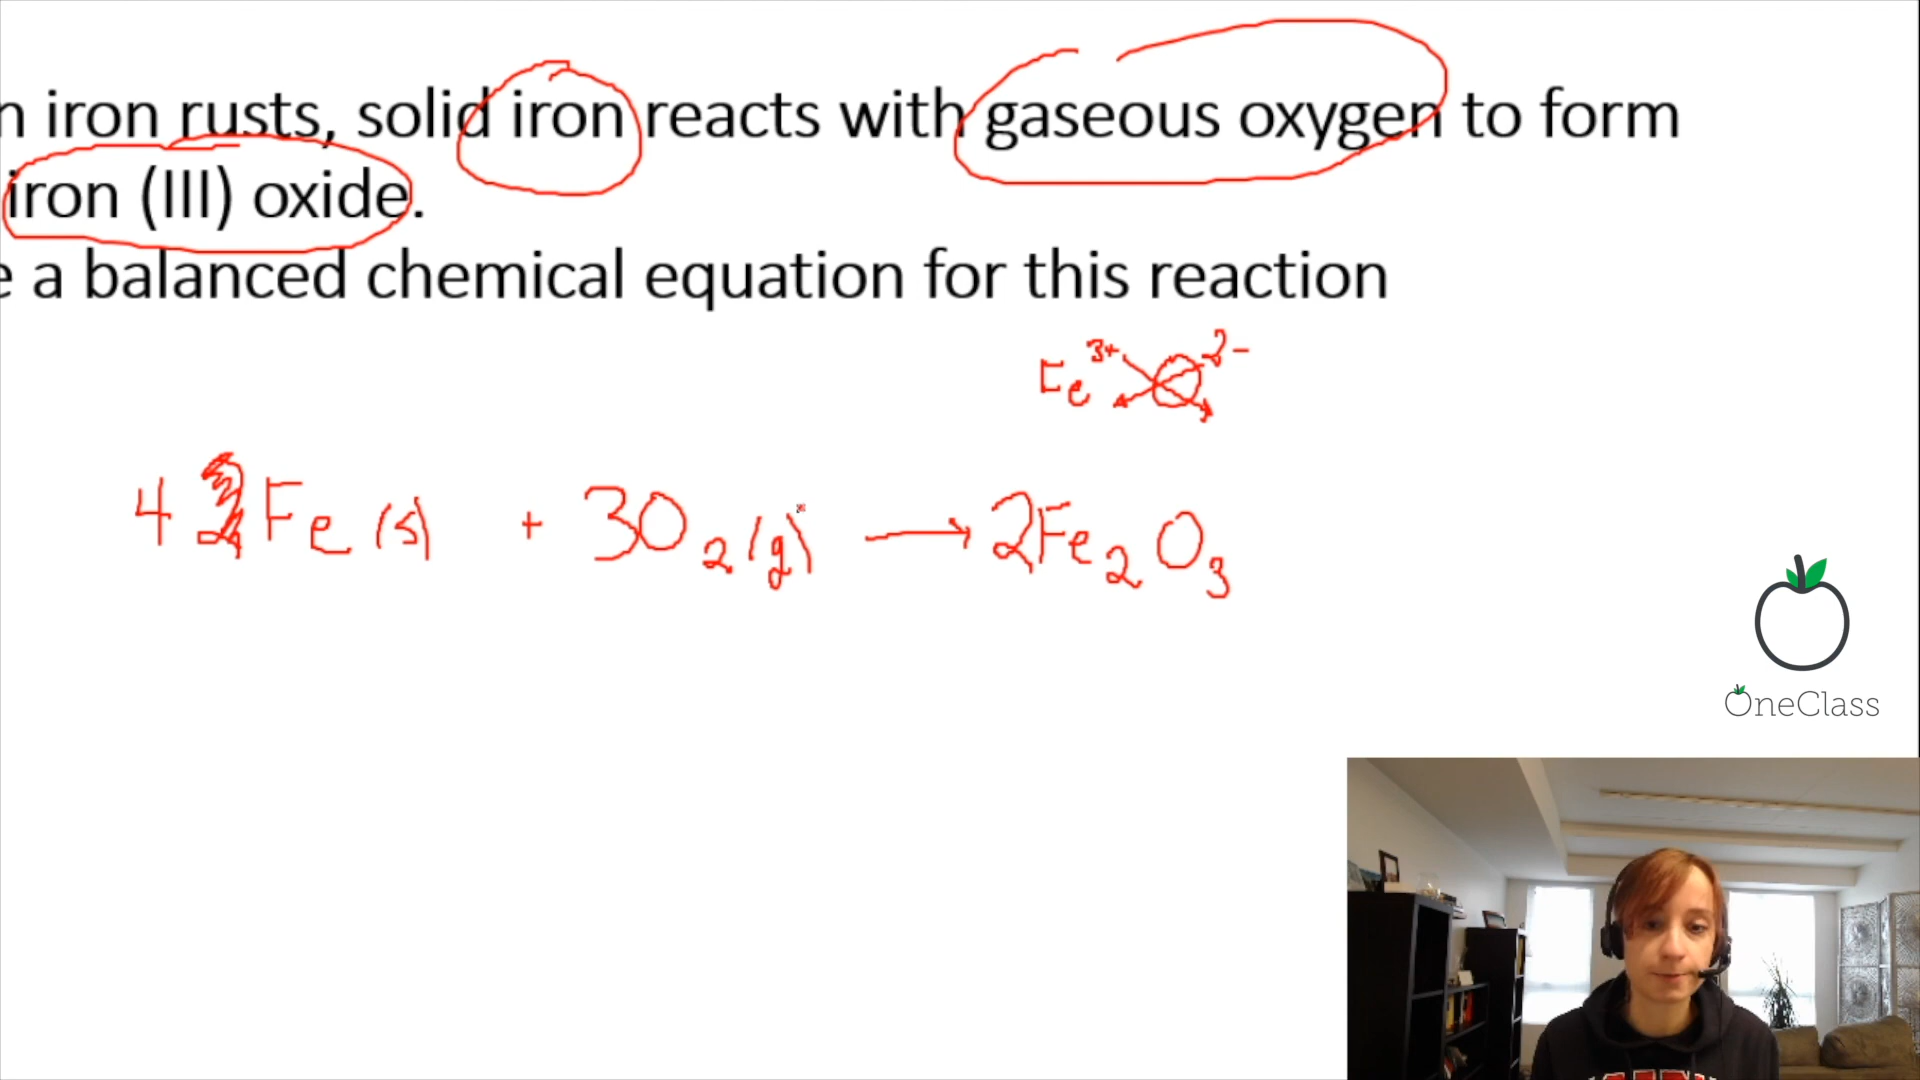 n iron rusts, solid iron reacts with gaseous oxygen to form
iron (III) oxide.
e a balanced chemical equation for this reaction
Fe³⁺ O²⁻
4 Fe(s) + 3O₂(g) → 2Fe₂O₃
OneClass